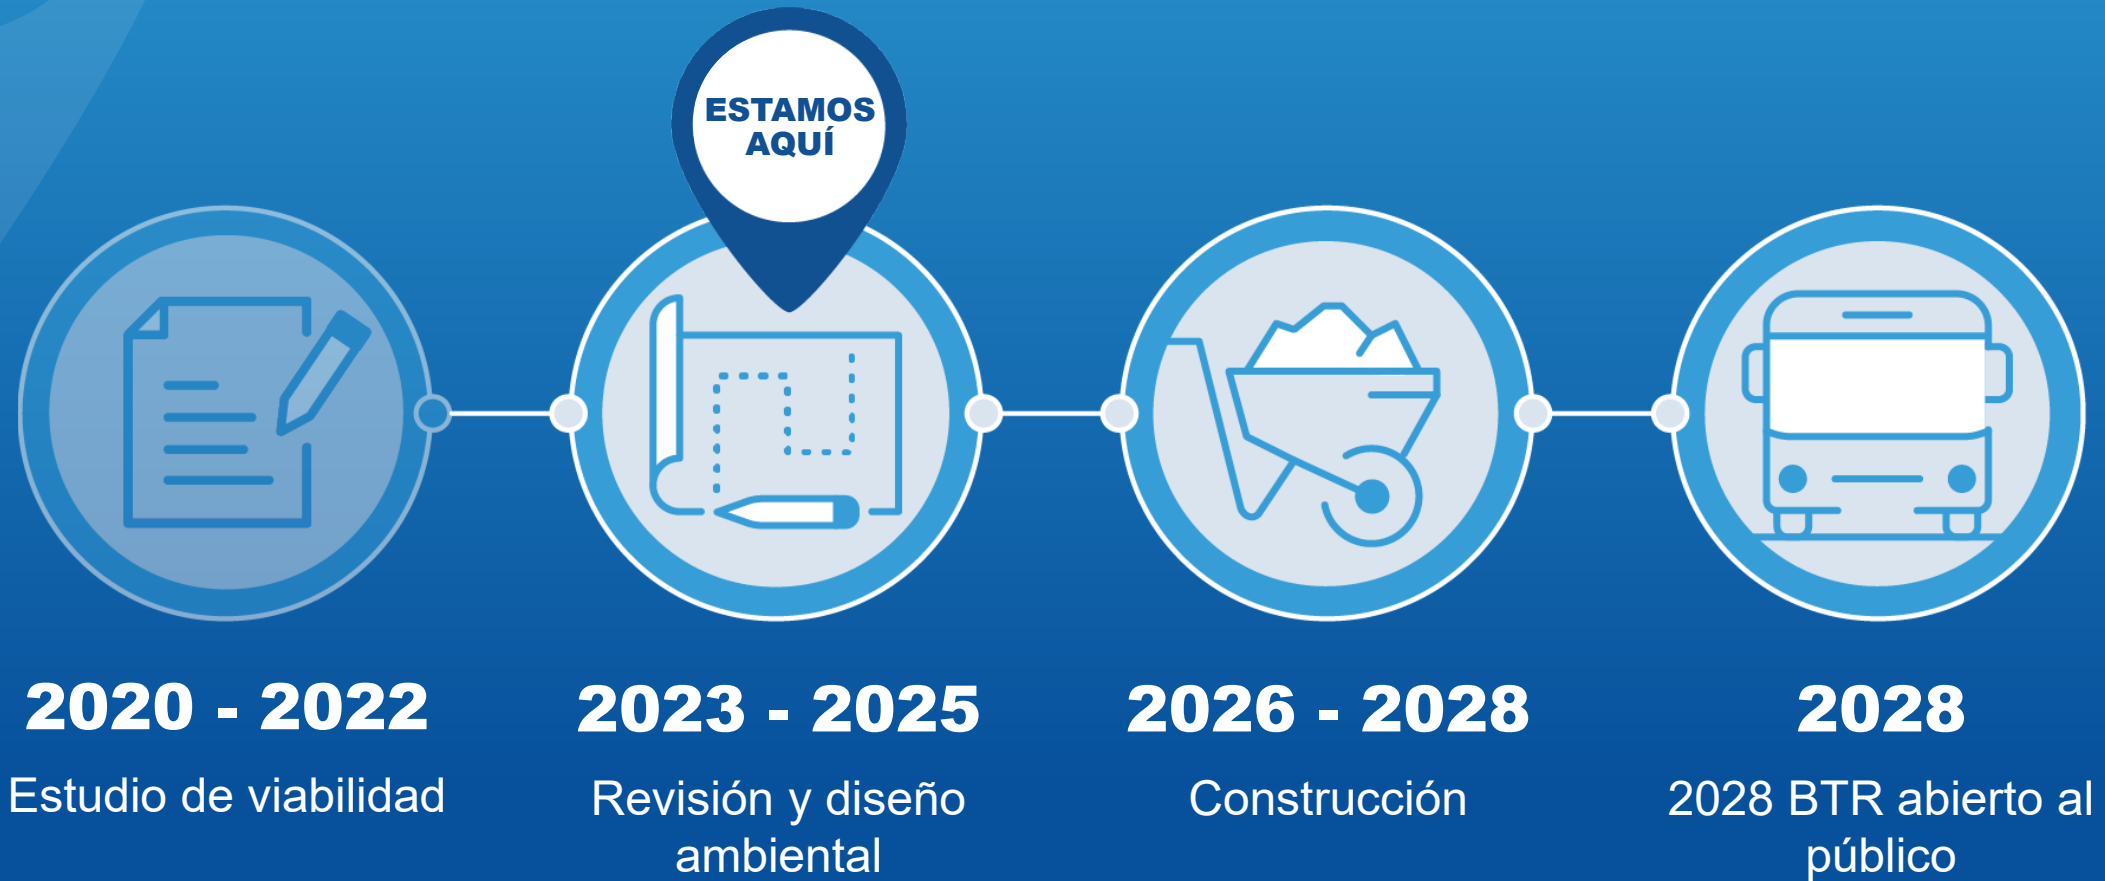 ESTAMOS
AQUÍ
2020 - 2022
Estudio de viabilidad
2023 - 2025
Revisión y diseño
ambiental
2026 - 2028
Construcción
2028
2028 BTR abierto al
público